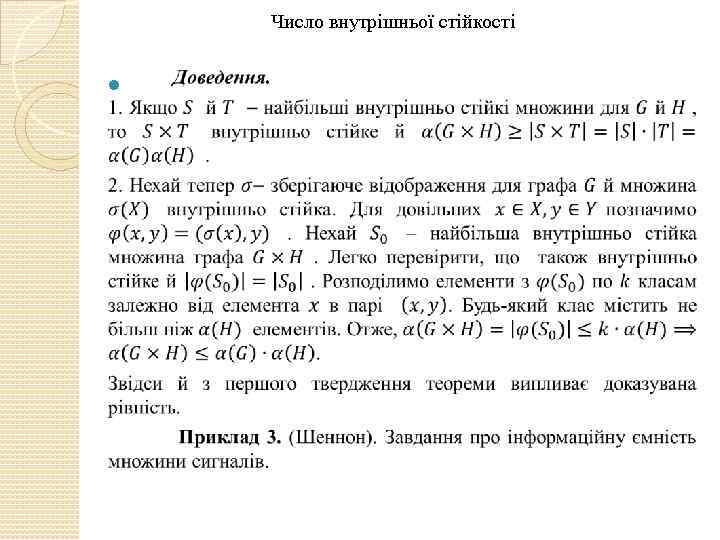 Число внутрішньої стійкості
Доведення.
1. Якщо S й T − найбільші внутрішньо стійкі множини для G й H ,
то S × T внутрішньо стійке й α(G × H) ≥ |S × T| = |S| ∙ |T| =
α(G)α(H) .
2. Нехай тепер σ− зберігаюче відображення для графа G й множина
σ(X) внутрішньо стійка. Для довільних x ∈ X, y ∈ Y позначимо
φ(x, y) = (σ(x), y) . Нехай S₀ – найбільша внутрішньо стійка
множина графа G × H . Легко перевірити, що також внутрішньо
стійке й |φ(S₀)| = |S₀| . Розподілимо елементи з φ(S₀) по k класам
залежно від елемента x в парі (x, y). Будь-який клас містить не
більш ніж α(H) елементів. Отже, α(G × H) = |φ(S₀)| ≤ k ∙ α(H) ⟹
α(G × H) ≤ α(G) ∙ α(H).
Звідси й з першого твердження теореми випливає доказувана
рівність.
Приклад 3. (Шеннон). Завдання про інформаційну ємність
множини сигналів.